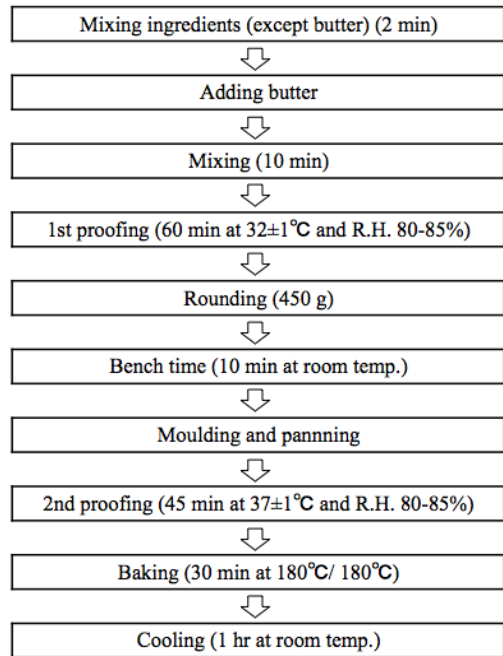 Mixing ingredients (except butter) (2 min)
Adding butter
Mixing (10 min)
1st proofing (60 min at 32±1℃ and R.H. 80-85%)
Rounding (450 g)
Bench time (10 min at room temp.)
Moulding and pannning
2nd proofing (45 min at 37±1℃ and R.H. 80-85%)
Baking (30 min at 180℃/ 180℃)
Cooling (1 hr at room temp.)